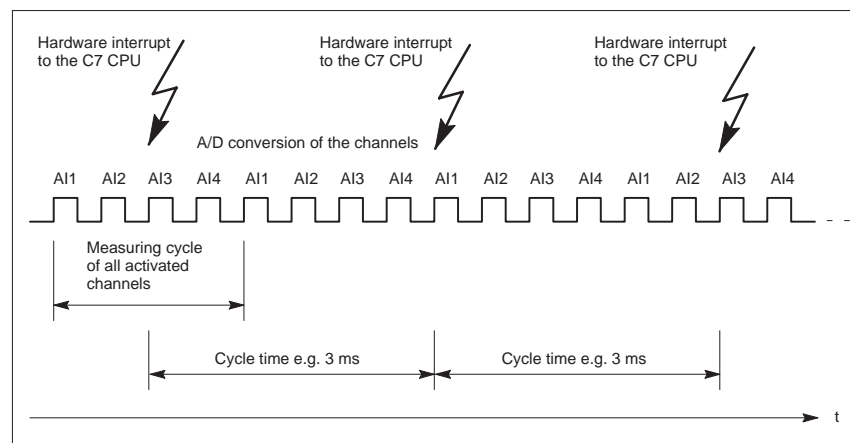 Hardware interrupt
to the C7 CPU
Hardware interrupt
to the C7 CPU
Hardware interrupt
to the C7 CPU
A/D conversion of the channels
AI1 AI2 AI3 AI4 AI1 AI2 AI3 AI4 AI1 AI2 AI3 AI4 AI1 AI2 AI3 AI4
Measuring cycle
of all activated
channels
Cycle time e.g. 3 ms
Cycle time e.g. 3 ms
t